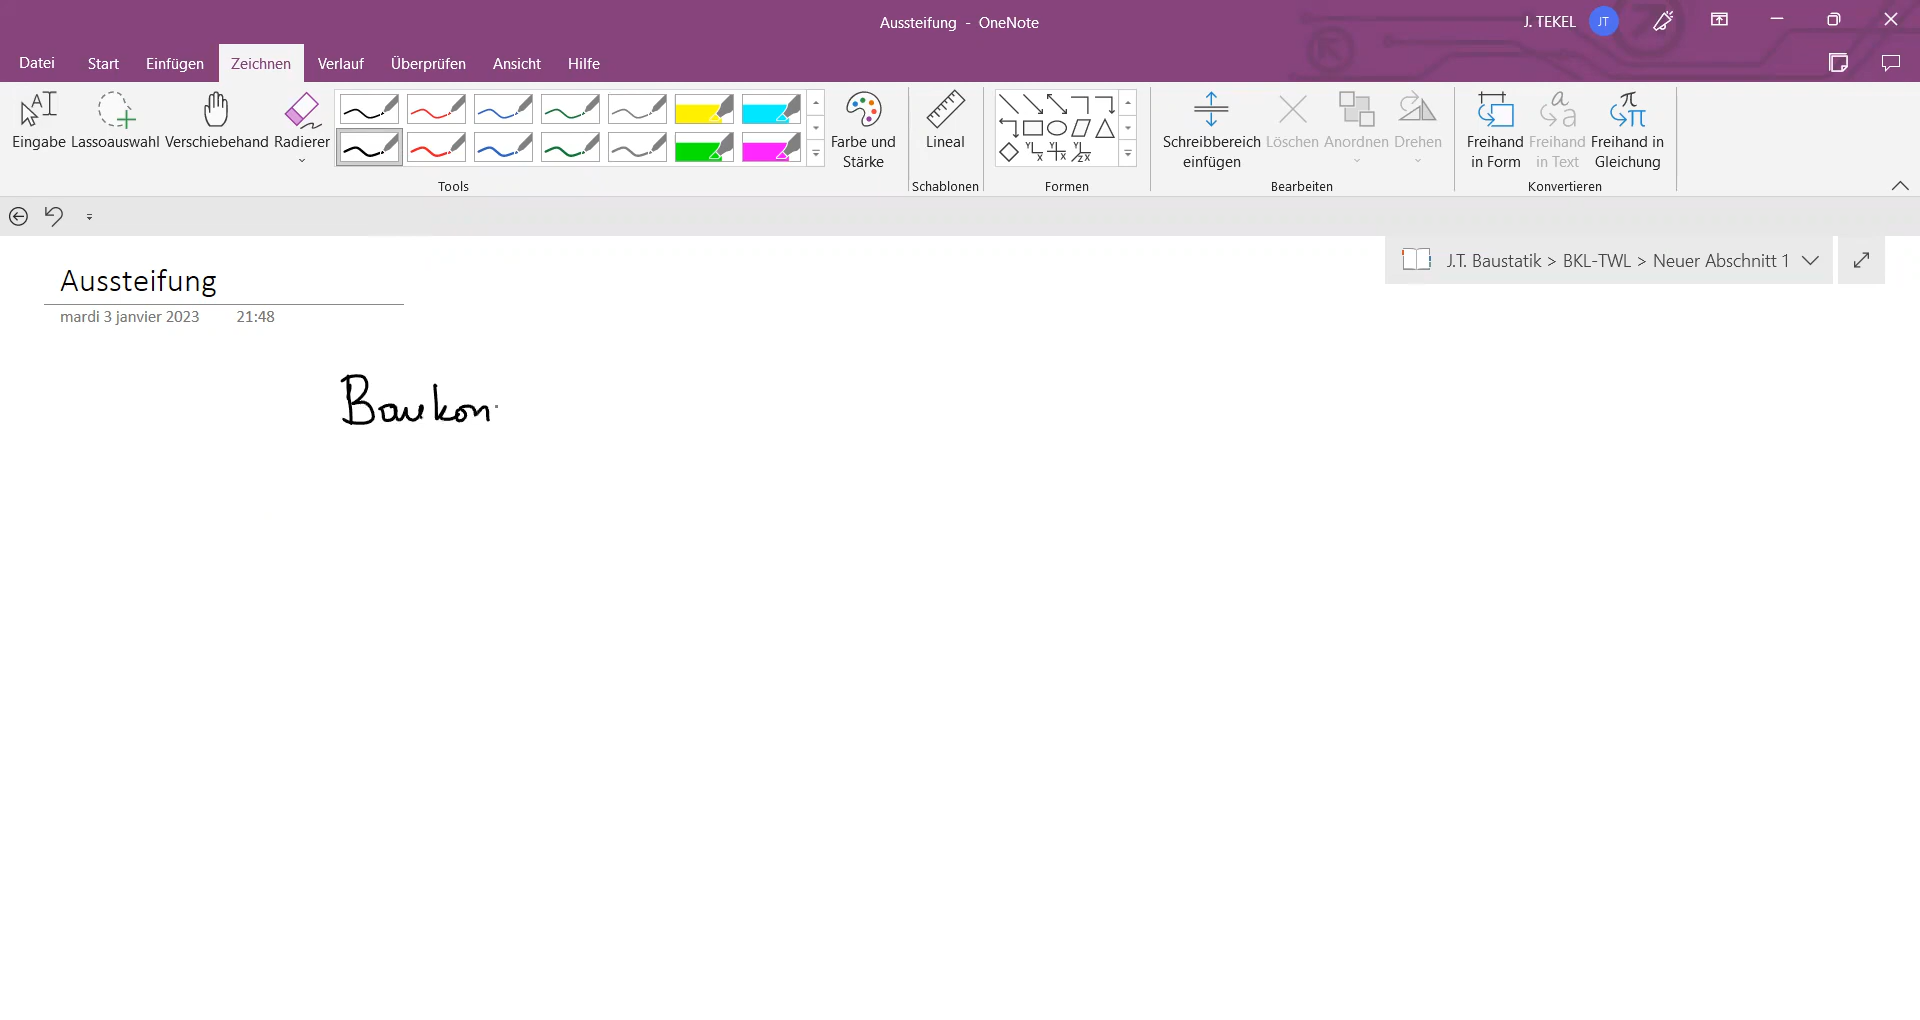 Aussteifung - OneNote
J. TEKEL JT
Datei Start Einfügen Zeichnen Verlauf Überprüfen Ansicht Hilfe
Eingabe Lassoauswahl Verschiebehand Radierer
Farbe und Stärke
Lineal
Schreibbereich einfügen
Löschen Anordnen Drehen
Freihand in Form
Freihand in Text
Freihand in Gleichung
Tools Schablonen Formen Bearbeiten Konvertieren
J.T. Baustatik > BKL-TWL > Neuer Abschnitt 1
Aussteifung
mardi 3 janvier 2023 21:48
Baukon